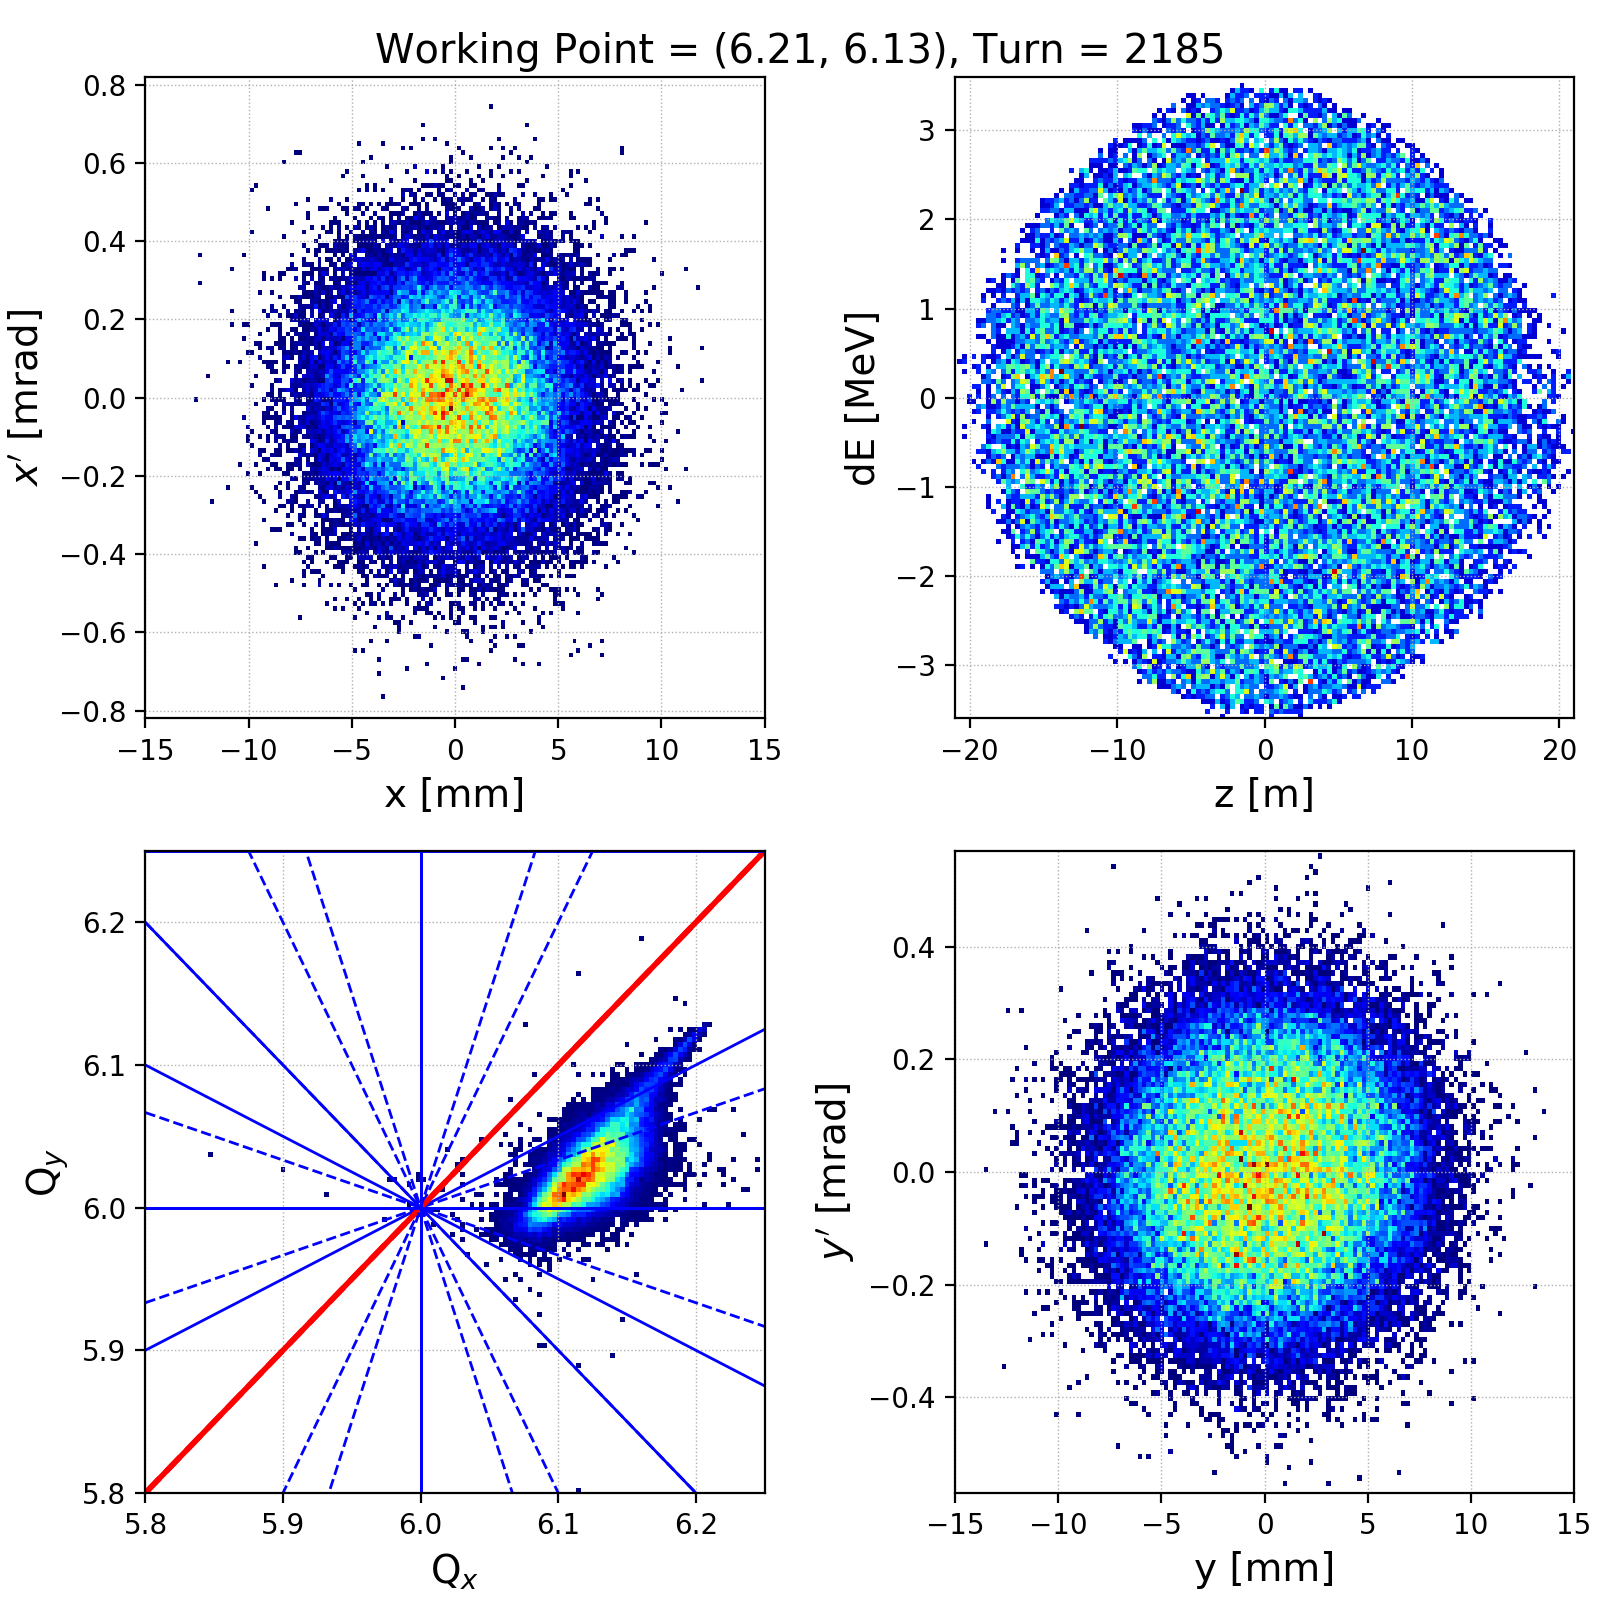 Working Point = (6.21, 6.13), Turn = 2185
0.8
0.6
0.4
0.2
0.0
−0.2
−0.4
−0.6
−0.8
x′ [mrad]
−15 −10 −5 0 5 10 15
x [mm]
3
2
1
0
−1
−2
−3
dE [MeV]
−20 −10 0 10 20
z [m]
6.2
6.1
6.0
5.9
5.8
Qy
5.8 5.9 6.0 6.1 6.2
Qx
0.4
0.2
0.0
−0.2
−0.4
y′ [mrad]
−15 −10 −5 0 5 10 15
y [mm]